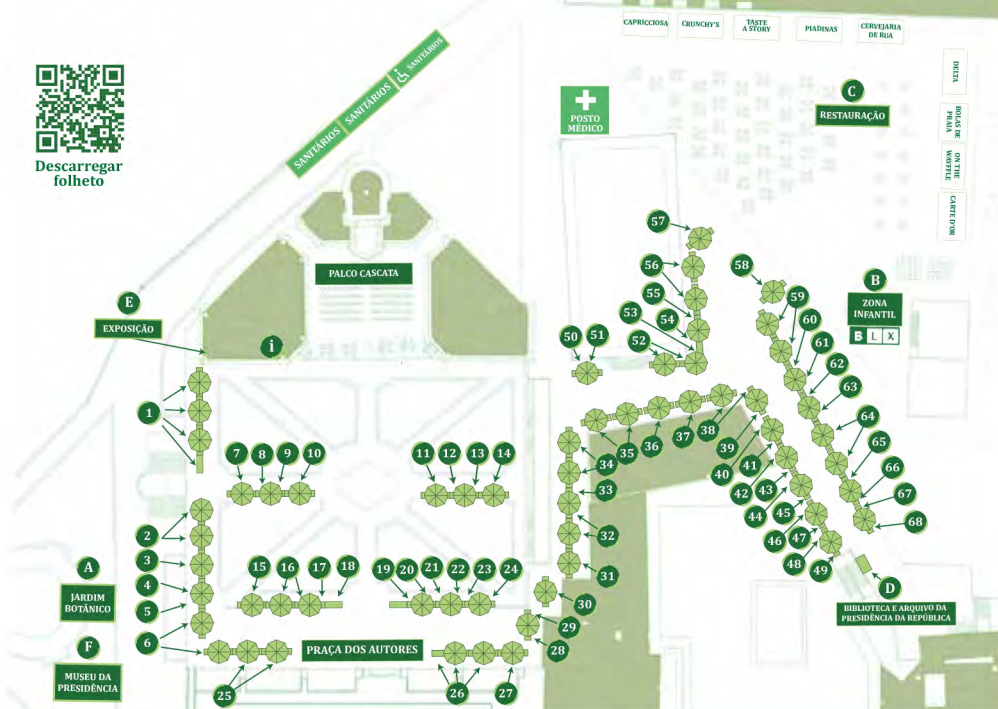 CAPRICCIOSA
CRUNCHY'S
TASTE
A STORY
PIADINAS
CERVEJARIA
DE RUA
DELTA
BOLAS DE
PRAIA
ON THE
WAYFFLE
CARTE D'OR
C
RESTAURAÇÃO
SANITÁRIOS
SANITÁRIOS
SANITÁRIOS
POSTO
MÉDICO
Descarregar
folheto
PALCO CASCATA
E
EXPOSIÇÃO
i
B
ZONA
INFANTIL
B L X
57
56
55
54
53
52
51
50
58
59
60
61
62
63
64
65
66
67
68
1
7
8
9
10
11
12
13
14
2
3
4
5
6
15
16
17
18
19
20
21
22
23
24
25
26
27
28
29
30
31
32
33
34
35
36
37
38
39
40
41
42
43
44
45
46
47
48
49
A
JARDIM
BOTÂNICO
F
MUSEU DA
PRESIDÊNCIA
PRAÇA DOS AUTORES
D
BIBLIOTECA E ARQUIVO DA
PRESIDÊNCIA DA REPÚBLICA